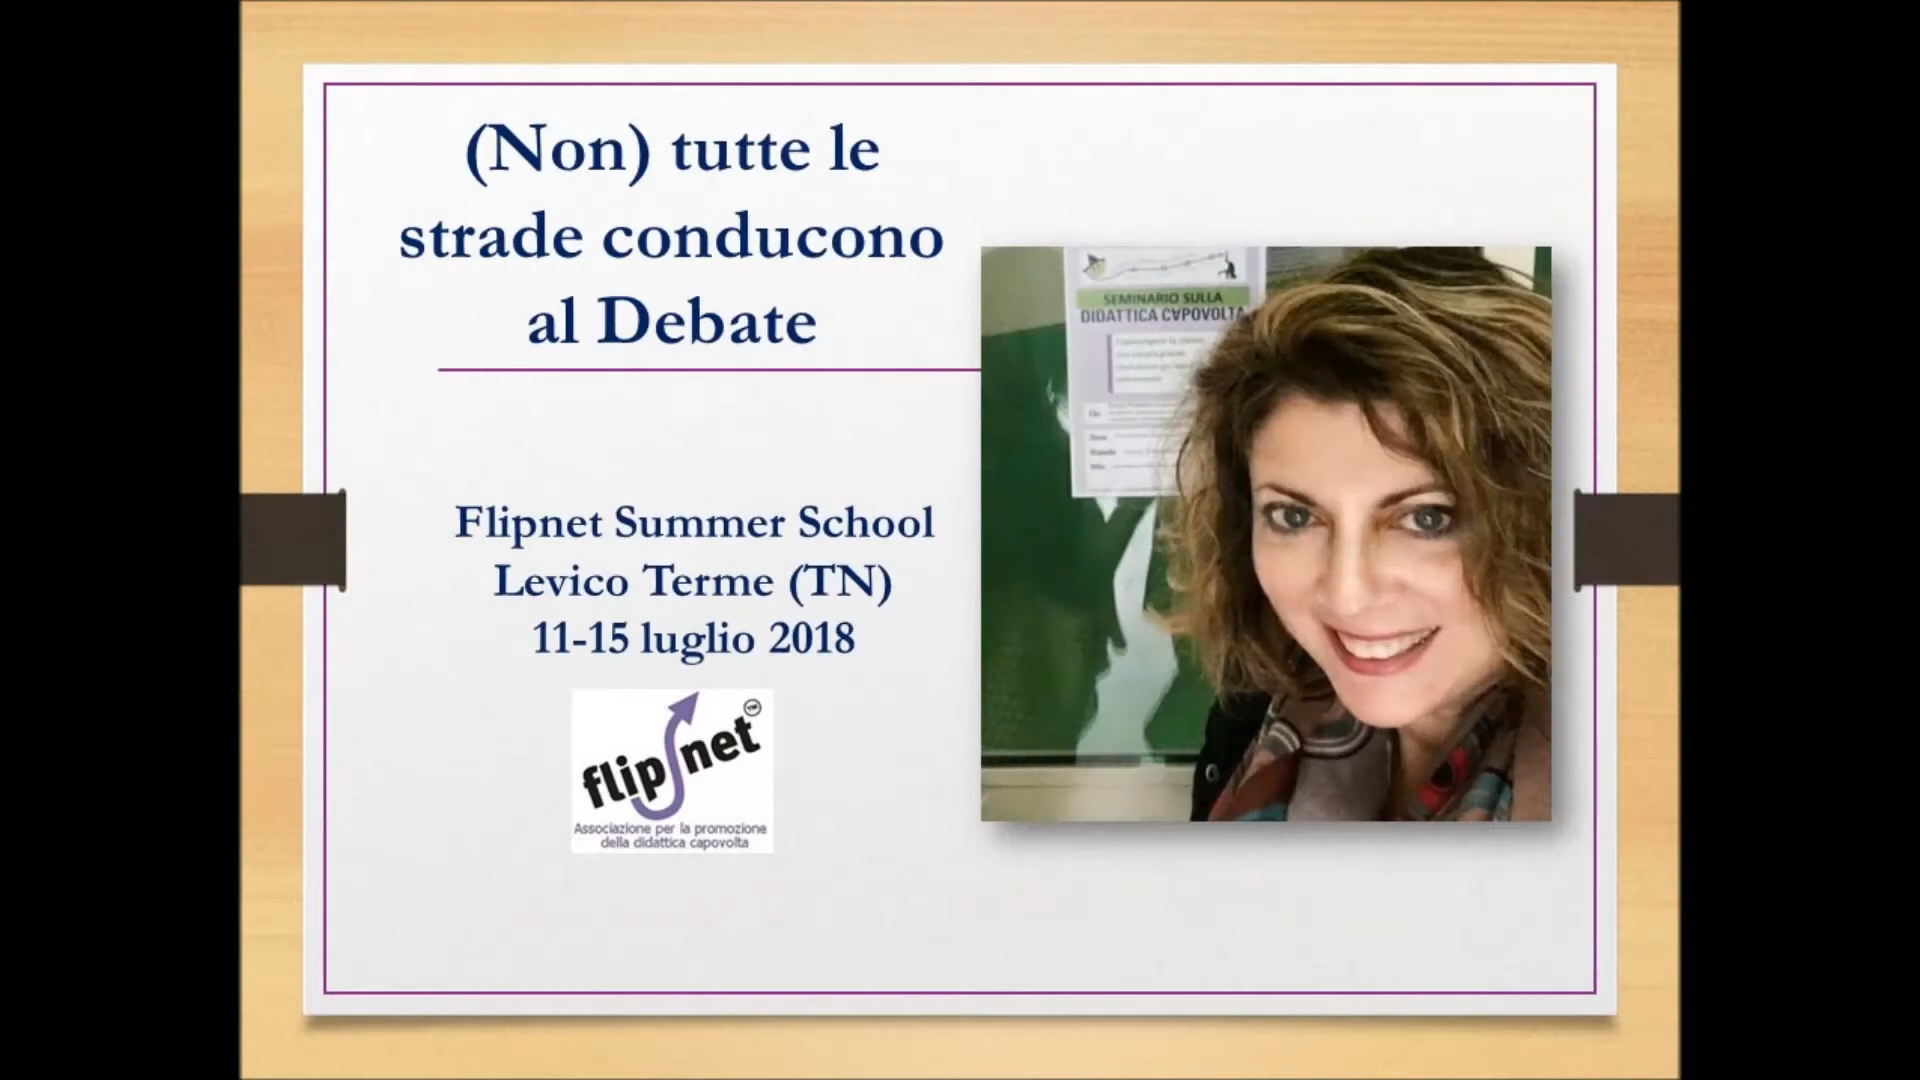 (Non) tutte le
strade conducono
al Debate
SEMINARIO SULLA
DIDATTICA CAPOVOLTA
Flipnet Summer School
Levico Terme (TN)
11-15 luglio 2018
flipnet
TM
Associazione per la promozione
della didattica capovolta